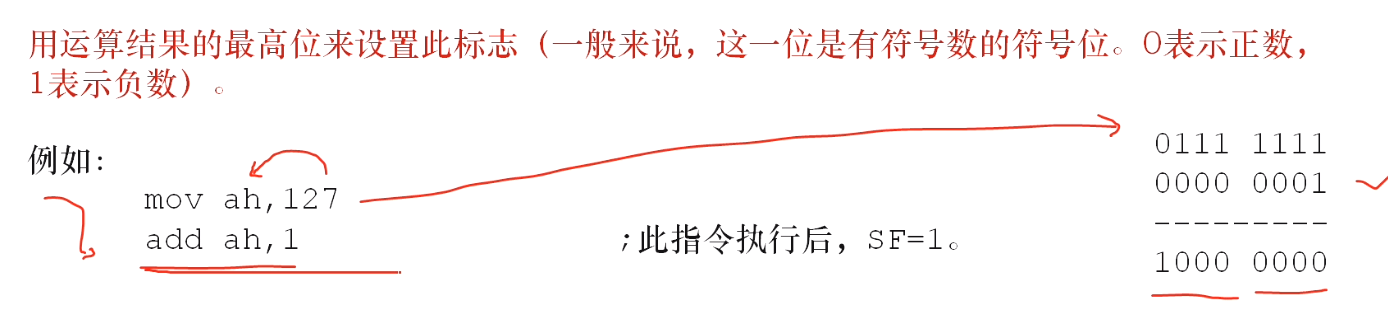 用运算结果的最高位来设置此标志（一般来说，这一位是有符号数的符号位。0表示正数，
1表示负数）。
例如：
mov ah,127
add ah,1
;此指令执行后，SF=1。
0111 1111
0000 0001
---------
1000 0000